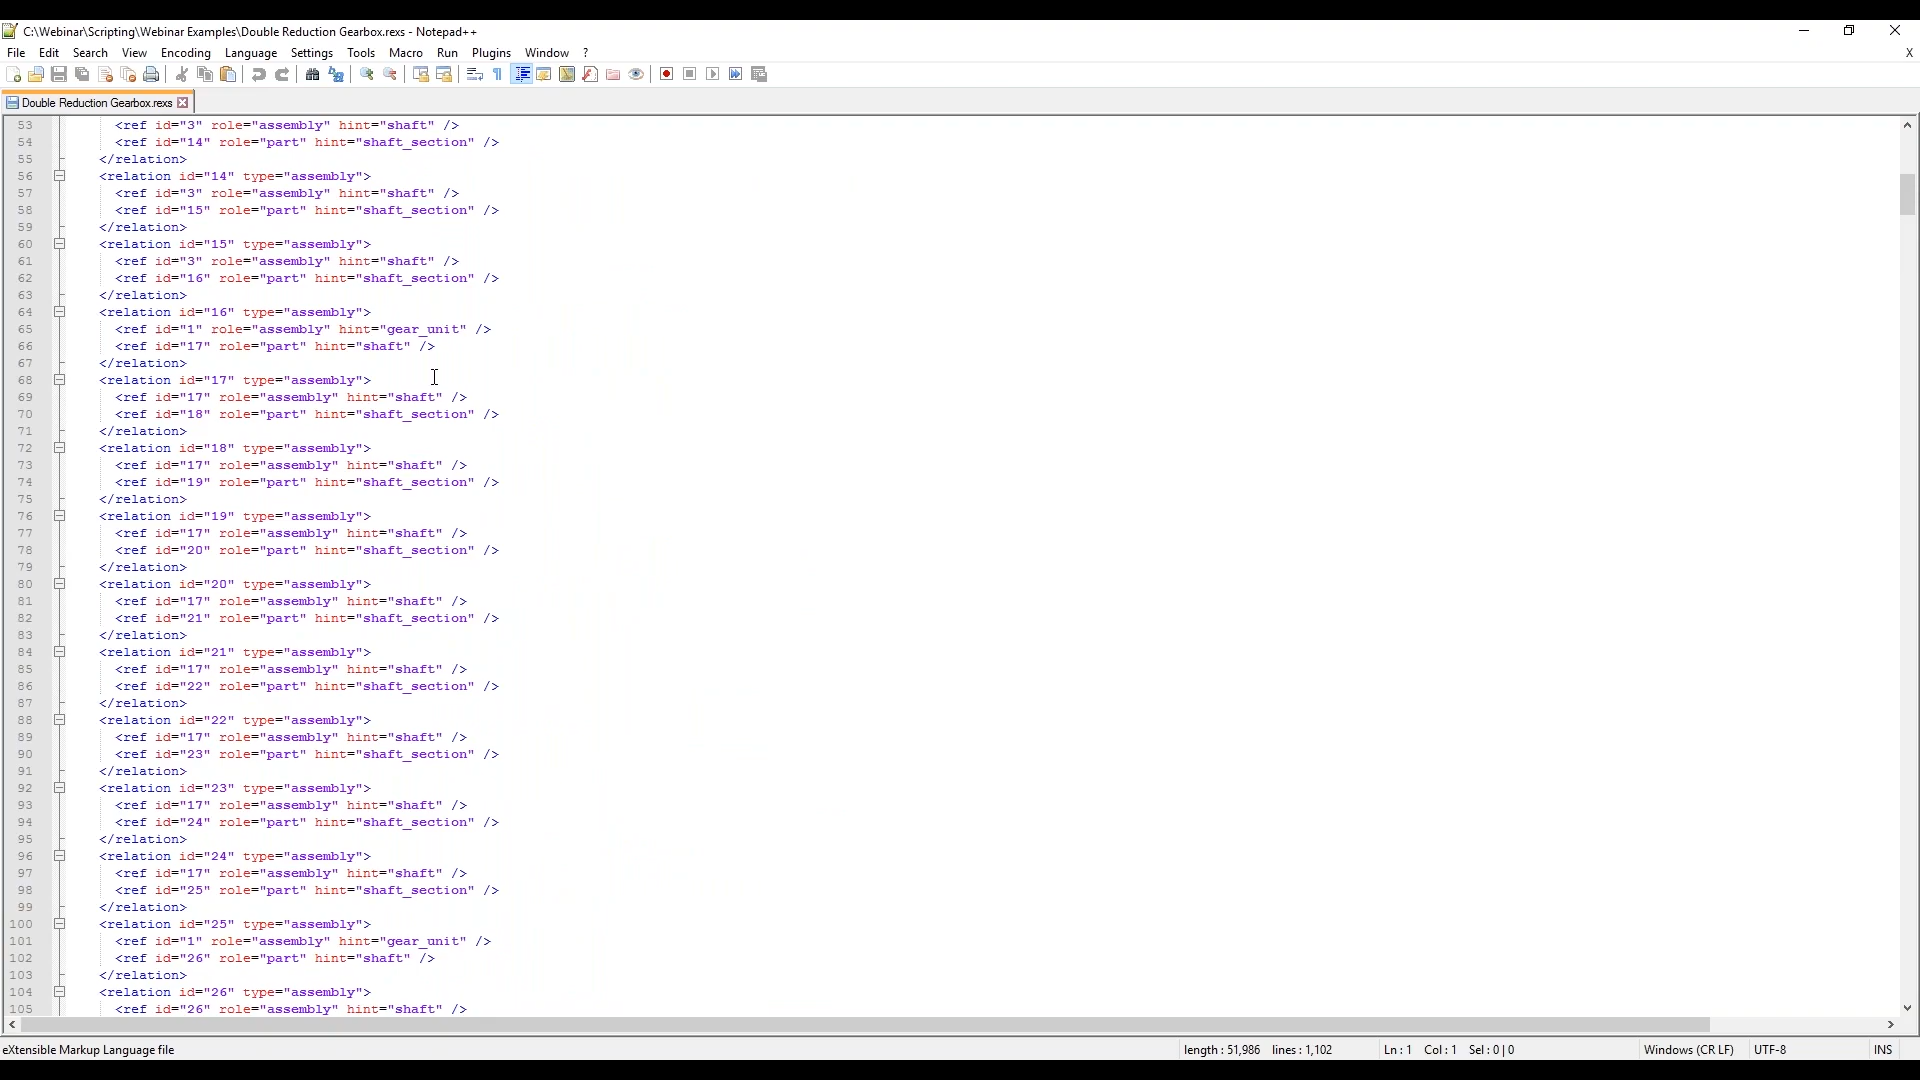 C:\Webinar\Scripting\Webinar Examples\Double Reduction Gearbox.rexs - Notepad++
File Edit Search View Encoding Language Settings Tools Macro Run Plugins Window ? X
Double Reduction Gearbox.rexs
53 <ref id="3" role="assembly" hint="shaft" />
54 <ref id="14" role="part" hint="shaft_section" />
55 </relation>
56 <relation id="14" type="assembly">
57 <ref id="3" role="assembly" hint="shaft" />
58 <ref id="15" role="part" hint="shaft_section" />
59 </relation>
60 <relation id="15" type="assembly">
61 <ref id="3" role="assembly" hint="shaft" />
62 <ref id="16" role="part" hint="shaft_section" />
63 </relation>
64 <relation id="16" type="assembly">
65 <ref id="1" role="assembly" hint="gear_unit" />
66 <ref id="17" role="part" hint="shaft" />
67 </relation>
68 <relation id="17" type="assembly">
69 <ref id="17" role="assembly" hint="shaft" />
70 <ref id="18" role="part" hint="shaft_section" />
71 </relation>
72 <relation id="18" type="assembly">
73 <ref id="17" role="assembly" hint="shaft" />
74 <ref id="19" role="part" hint="shaft_section" />
75 </relation>
76 <relation id="19" type="assembly">
77 <ref id="17" role="assembly" hint="shaft" />
78 <ref id="20" role="part" hint="shaft_section" />
79 </relation>
80 <relation id="20" type="assembly">
81 <ref id="17" role="assembly" hint="shaft" />
82 <ref id="21" role="part" hint="shaft_section" />
83 </relation>
84 <relation id="21" type="assembly">
85 <ref id="17" role="assembly" hint="shaft" />
86 <ref id="22" role="part" hint="shaft_section" />
87 </relation>
88 <relation id="22" type="assembly">
89 <ref id="17" role="assembly" hint="shaft" />
90 <ref id="23" role="part" hint="shaft_section" />
91 </relation>
92 <relation id="23" type="assembly">
93 <ref id="17" role="assembly" hint="shaft" />
94 <ref id="24" role="part" hint="shaft_section" />
95 </relation>
96 <relation id="24" type="assembly">
97 <ref id="17" role="assembly" hint="shaft" />
98 <ref id="25" role="part" hint="shaft_section" />
99 </relation>
100 <relation id="25" type="assembly">
101 <ref id="1" role="assembly" hint="gear_unit" />
102 <ref id="26" role="part" hint="shaft" />
103 </relation>
104 <relation id="26" type="assembly">
105 <ref id="26" role="assembly" hint="shaft" />
eXtensible Markup Language file length : 51,986 lines : 1,102 Ln : 1 Col : 1 Sel : 0 | 0 Windows (CR LF) UTF-8 INS